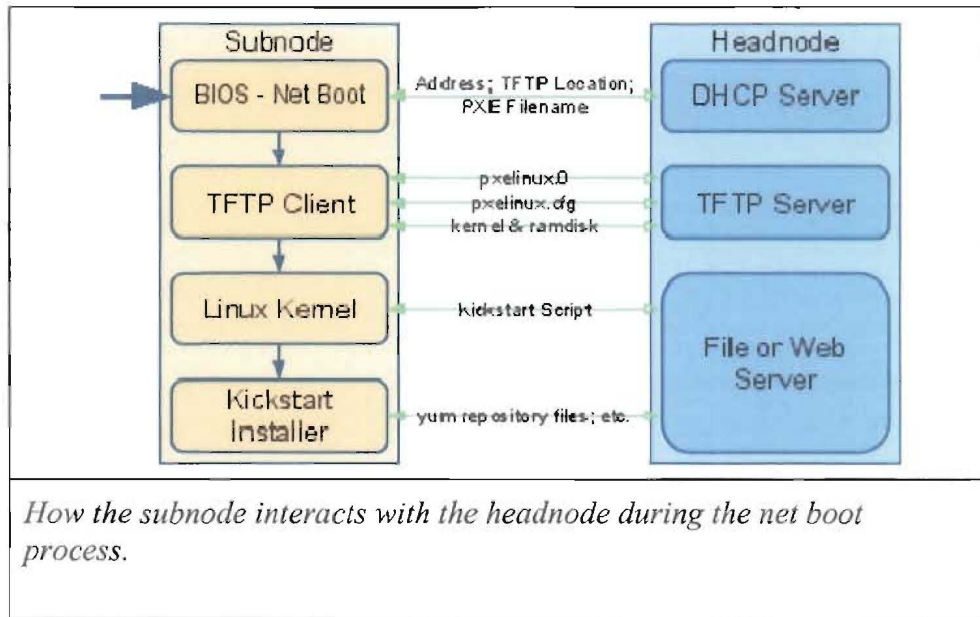 Subnode
Headnode
BIOS - Net Boot
Address; TFTP Location;
PXE Filename
DHCP Server
TFTP Client
pxelinux.0
pxelinux.cfg
kernel & ramdisk
TFTP Server
Linux Kernel
kickstart Script
File or Web
Server
Kickstart
Installer
yum repository files; etc.
How the subnode interacts with the headnode during the net boot
process.